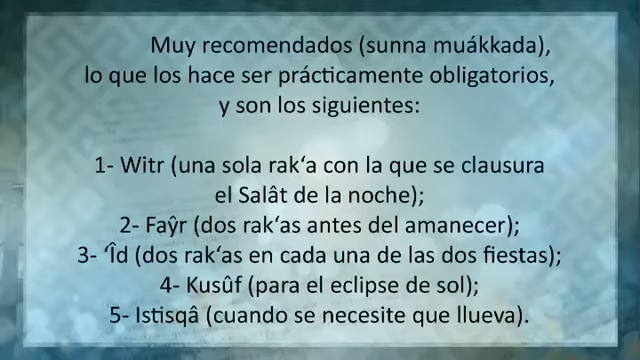 Muy recomendados (sunna muákkada),
lo que los hace ser prácticamente obligatorios,
y son los siguientes:
1- Witr (una sola rak‘a con la que se clausura
el Salât de la noche);
2- Faŷr (dos rak‘as antes del amanecer);
3- ‘Îd (dos rak‘as en cada una de las dos fiestas);
4- Kusûf (para el eclipse de sol);
5- Istisqâ (cuando se necesite que llueva).